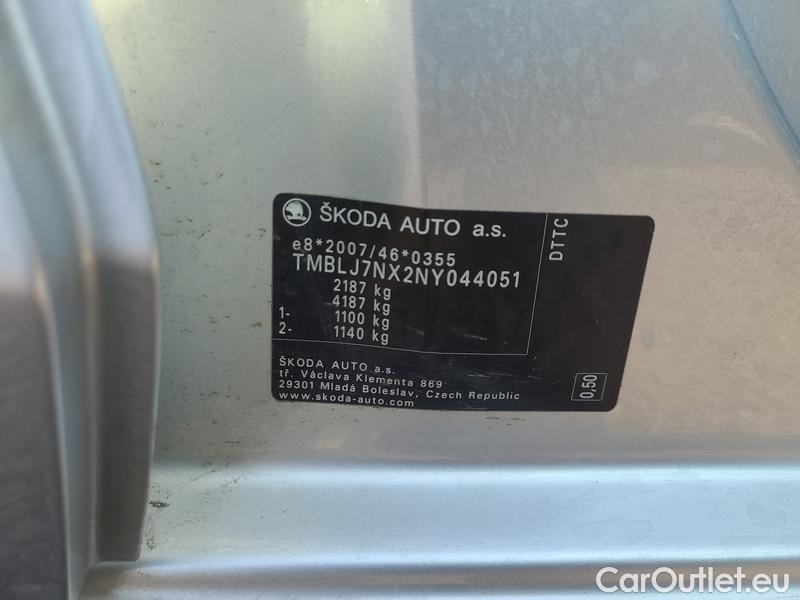 ŠKODA AUTO a.s.
e8*2007/46*0355
TMBLJ7NX2NY044051
2187 kg
4187 kg
1- 1100 kg
2- 1140 kg
DTTC
ŠKODA AUTO a.s.
tř. Václava Klementa 869
29301 Mladá Boleslav, Czech Republic
www.skoda-auto.com
0,50
CarOutlet.eu